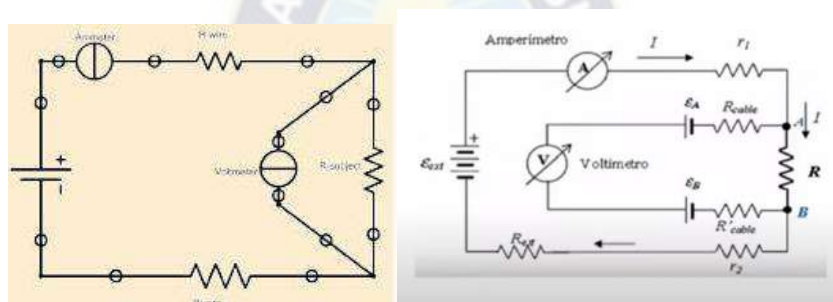 Ammeter
R wire
+
Voltmeter
R subject
Amperímetro
I
r1
A
εA
Rcable
A
I
+
εext
V
Voltímetro
R
εB
B
R'cable
Rext
r2